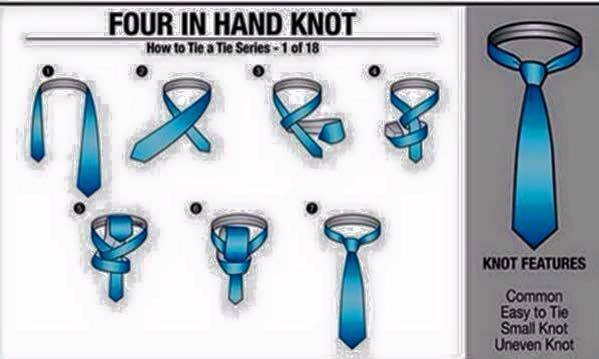 FOUR IN HAND KNOT
How to Tie a Tie Series - 1 of 18
1
2
3
4
5
6
7
KNOT FEATURES
Common
Easy to Tie
Small Knot
Uneven Knot